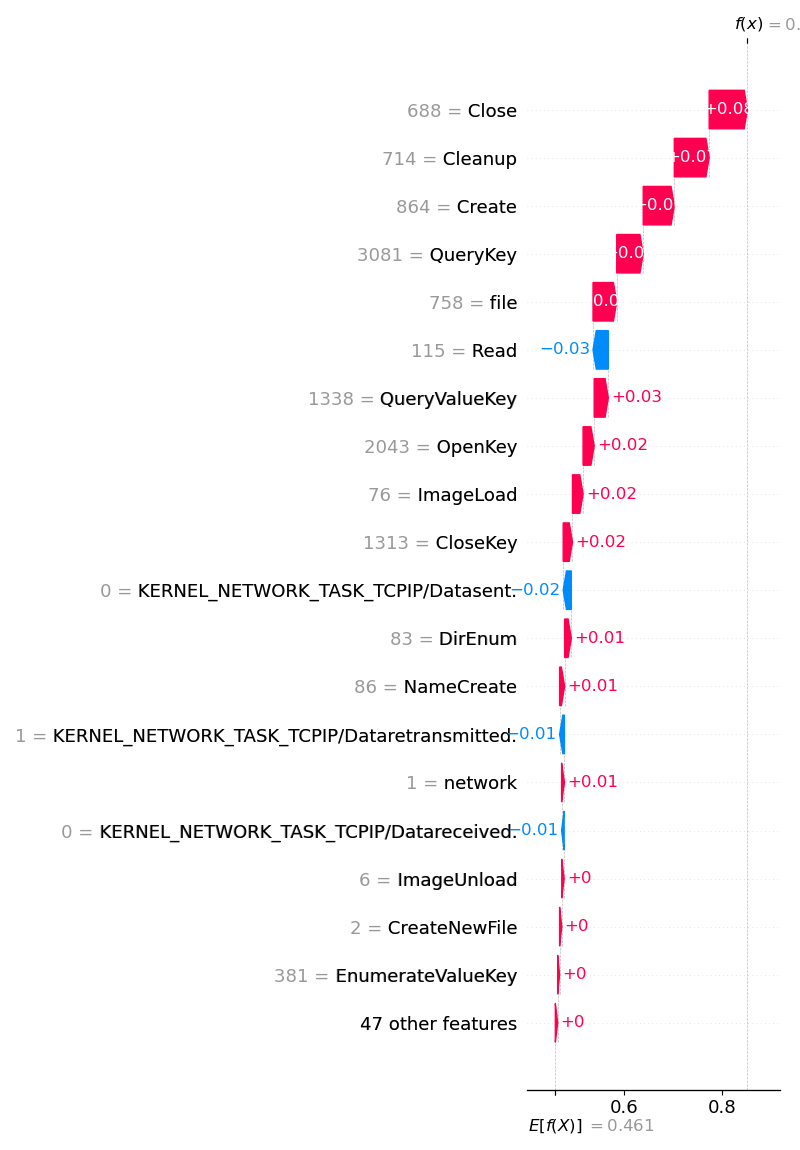 f(x) = 0.
688 = Close
+0.08
714 = Cleanup
+0.0
864 = Create
0.0
3081 = QueryKey
0.0
758 = file
0.0
115 = Read
−0.03
1338 = QueryValueKey
+0.03
2043 = OpenKey
+0.02
76 = ImageLoad
+0.02
1313 = CloseKey
+0.02
0 = KERNEL_NETWORK_TASK_TCPIP/Datasent.
−0.02
83 = DirEnum
+0.01
86 = NameCreate
+0.01
1 = KERNEL_NETWORK_TASK_TCPIP/Dataretransmitted.
−0.01
1 = network
+0.01
0 = KERNEL_NETWORK_TASK_TCPIP/Datareceived.
−0.01
6 = ImageUnload
+0
2 = CreateNewFile
+0
381 = EnumerateValueKey
+0
47 other features
+0
0.6 0.8
E[f(X)] = 0.461